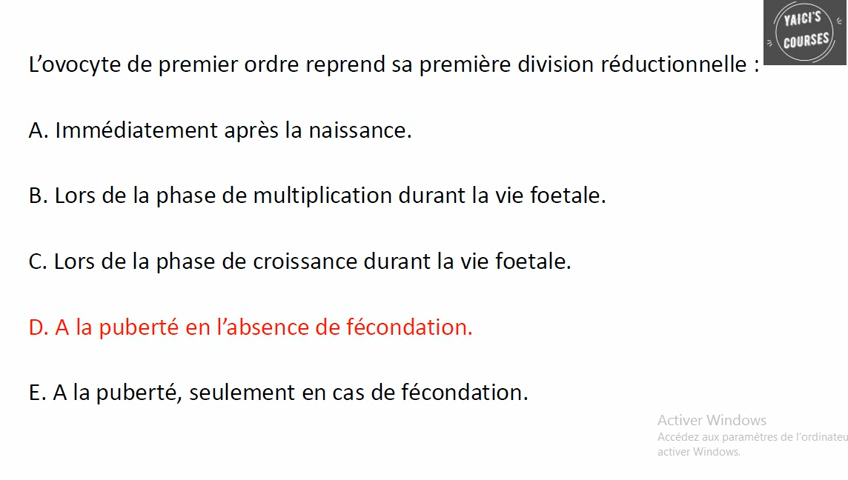 YAICI'S
COURSES
L'ovocyte de premier ordre reprend sa première division réductionnelle :
A. Immédiatement après la naissance.
B. Lors de la phase de multiplication durant la vie foetale.
C. Lors de la phase de croissance durant la vie foetale.
D. A la puberté en l'absence de fécondation.
E. A la puberté, seulement en cas de fécondation.
Activer Windows
Accédez aux paramètres de l'ordinateu
activer Windows.